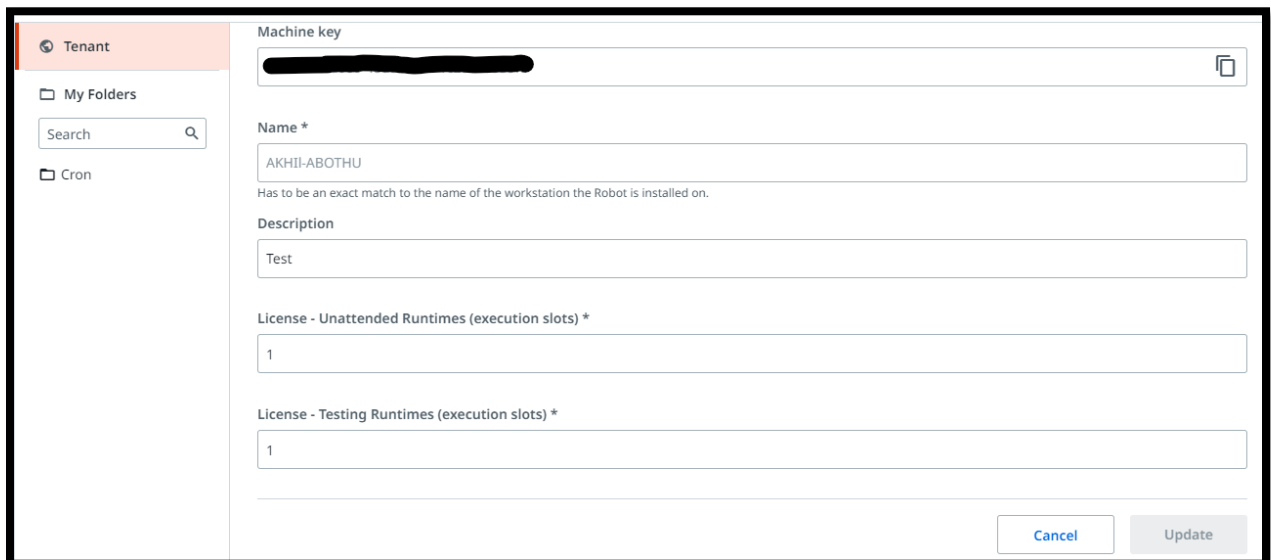 Tenant
My Folders
Search
Cron
Machine key
Name *
AKHIl-ABOTHU
Has to be an exact match to the name of the workstation the Robot is installed on.
Description
Test
License - Unattended Runtimes (execution slots) *
1
License - Testing Runtimes (execution slots) *
1
Cancel
Update